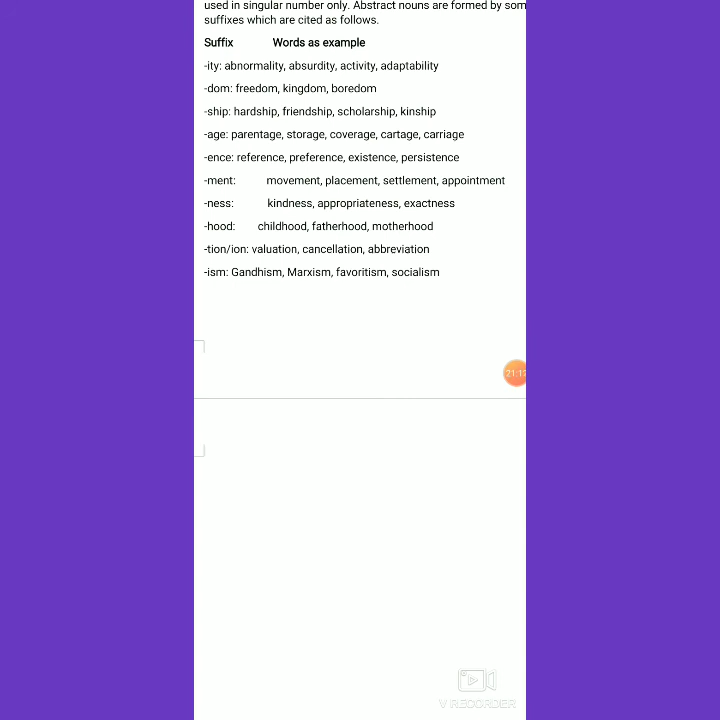 used in singular number only. Abstract nouns are formed by som
suffixes which are cited as follows.
Suffix Words as example
-ity: abnormality, absurdity, activity, adaptability
-dom: freedom, kingdom, boredom
-ship: hardship, friendship, scholarship, kinship
-age: parentage, storage, coverage, cartage, carriage
-ence: reference, preference, existence, persistence
-ment: movement, placement, settlement, appointment
-ness: kindness, appropriateness, exactness
-hood: childhood, fatherhood, motherhood
-tion/ion: valuation, cancellation, abbreviation
-ism: Gandhism, Marxism, favoritism, socialism
V RECORDER